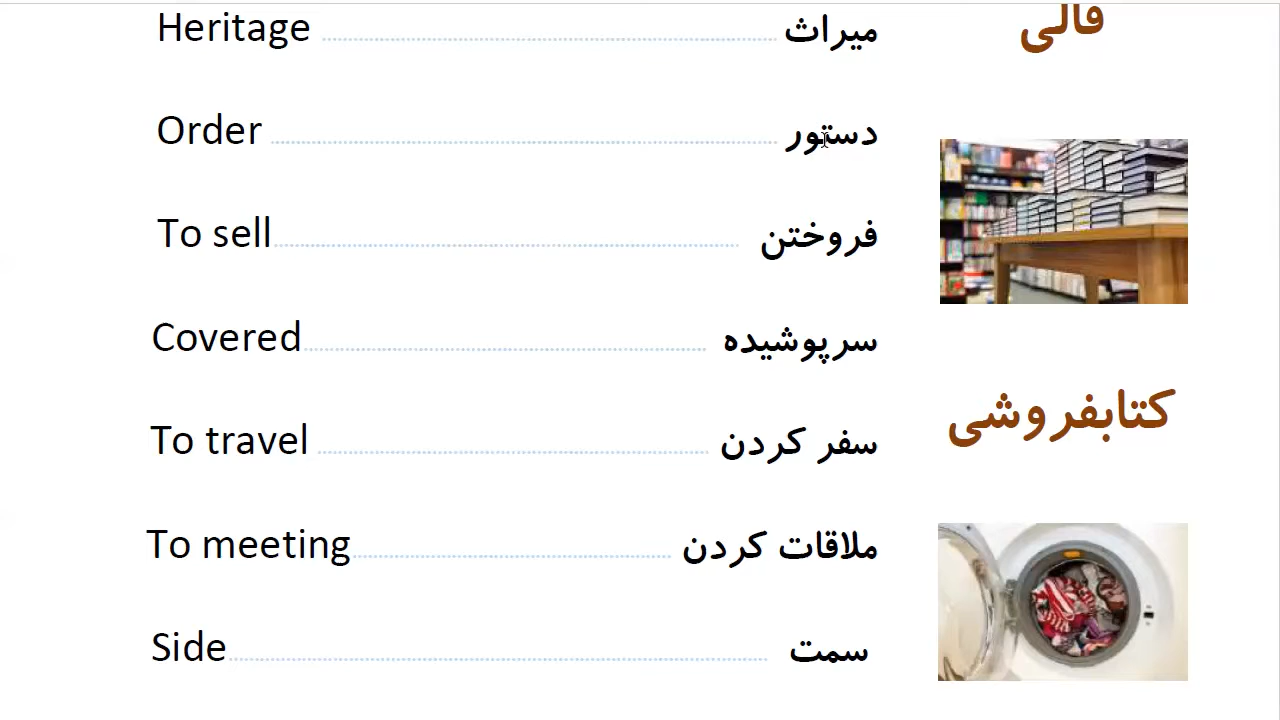 Heritage میراث
Order دستور
To sell فروختن
Covered سرپوشیده
To travel سفر کردن
To meeting ملاقات کردن
Side سمت
قالی
کتابفروشی